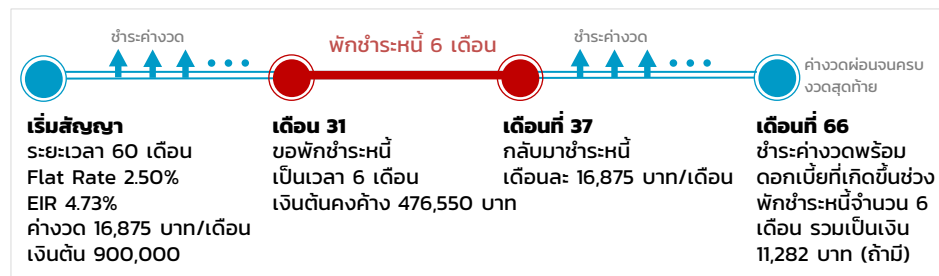 ชำระค่างวด
พักชำระหนี้ 6 เดือน
ชำระค่างวด
ค่างวดผ่อนจนครบ
งวดสุดท้าย
เริ่มสัญญา
ระยะเวลา 60 เดือน
Flat Rate 2.50%
EIR 4.73%
ค่างวด 16,875 บาท/เดือน
เงินต้น 900,000
เดือน 31
ขอพักชำระหนี้
เป็นเวลา 6 เดือน
เงินต้นคงค้าง 476,550 บาท
เดือนที่ 37
กลับมาชำระหนี้
เดือนละ 16,875 บาท/เดือน
เดือนที่ 66
ชำระค่างวดพร้อม
ดอกเบี้ยที่เกิดขึ้นช่วง
พักชำระหนี้จำนวน 6
เดือน รวมเป็นเงิน
11,282 บาท (ถ้ามี)